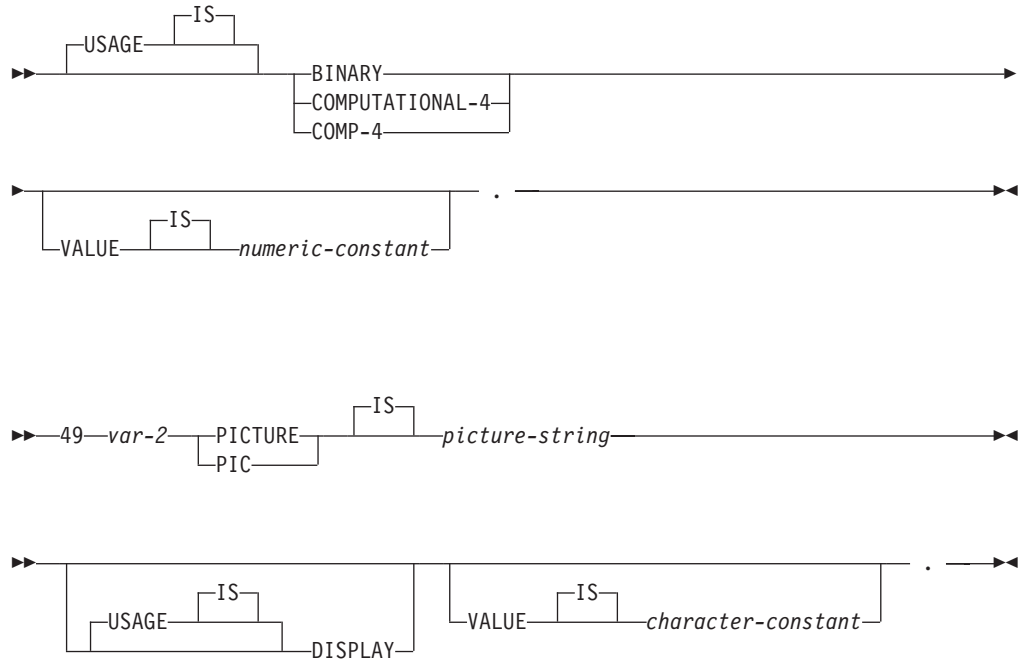 IS
USAGE
BINARY
COMPUTATIONAL-4
COMP-4
.
IS
VALUE numeric-constant
IS
49 var-2 PICTURE picture-string
PIC
.
IS IS
USAGE VALUE character-constant
DISPLAY